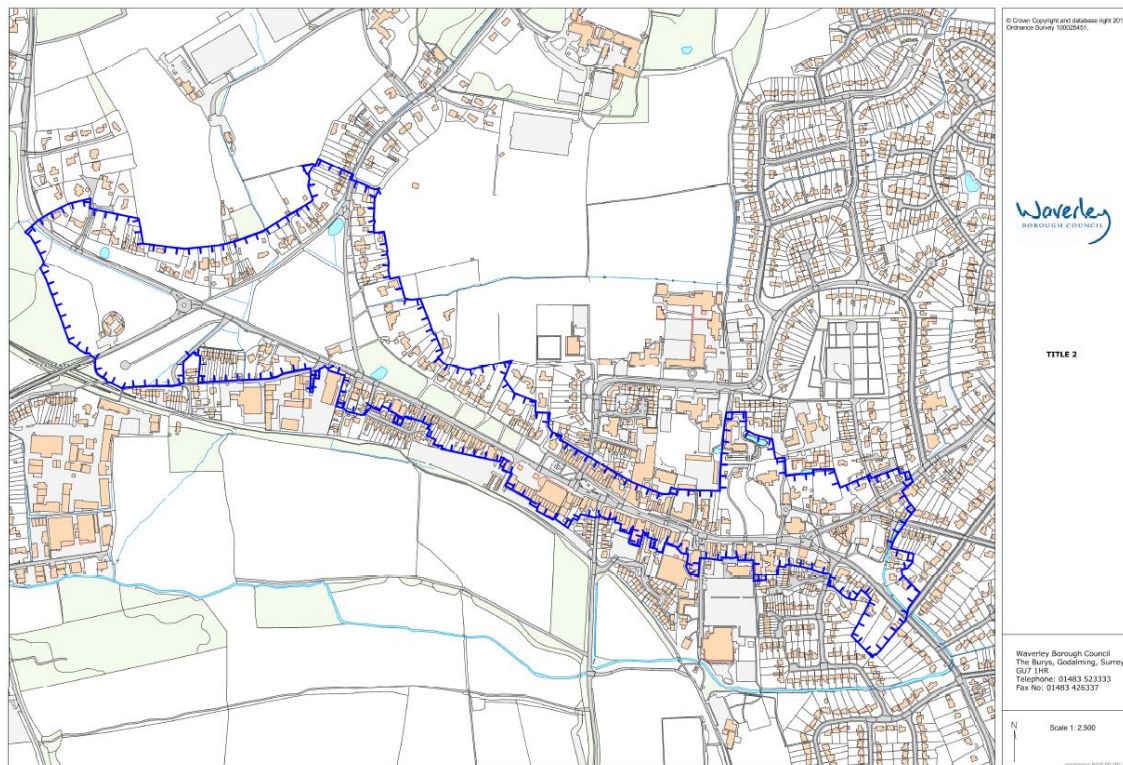 © Crown Copyright and database right 201
Ordnance Survey 100025451.
Waverley
BOROUGH COUNCIL
TITLE 2
Waverley Borough Council
The Burys, Godalming, Surrey
GU7 1HR
Telephone: 01483 523333
Fax No: 01483 426337
N
Scale 1: 2,500